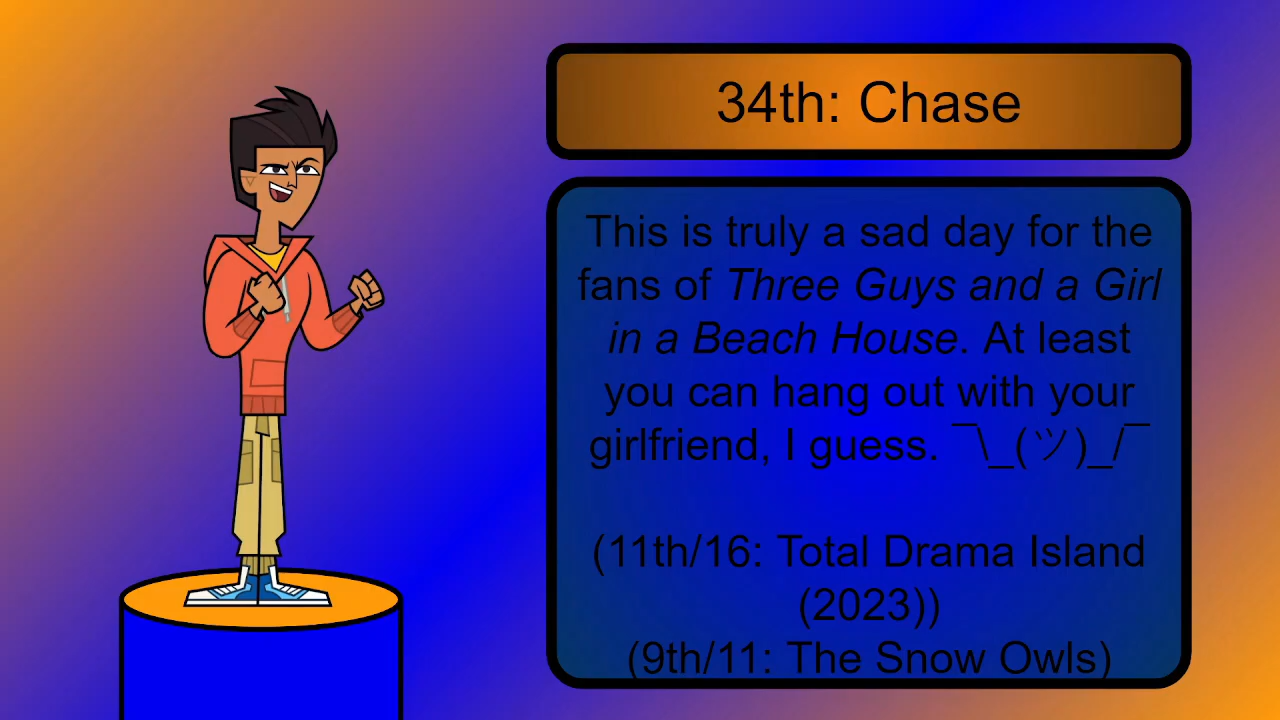 34th: Chase
This is truly a sad day for the
fans of Three Guys and a Girl
in a Beach House. At least
you can hang out with your
girlfriend, I guess. ¯\_(ツ)_/¯
(11th/16: Total Drama Island
(2023))
(9th/11: The Snow Owls)